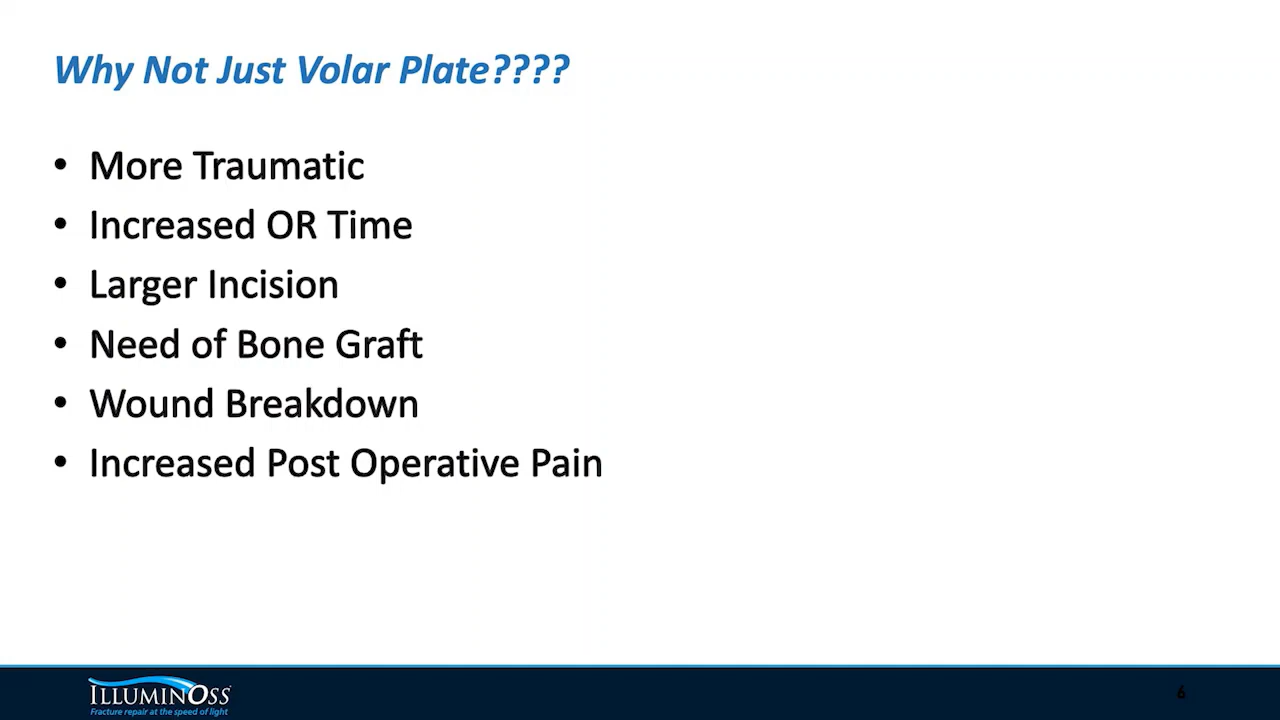 Why Not Just Volar Plate????
• More Traumatic
• Increased OR Time
• Larger Incision
• Need of Bone Graft
• Wound Breakdown
• Increased Post Operative Pain
ILLUMINOSS
Fracture repair at the speed of light
6